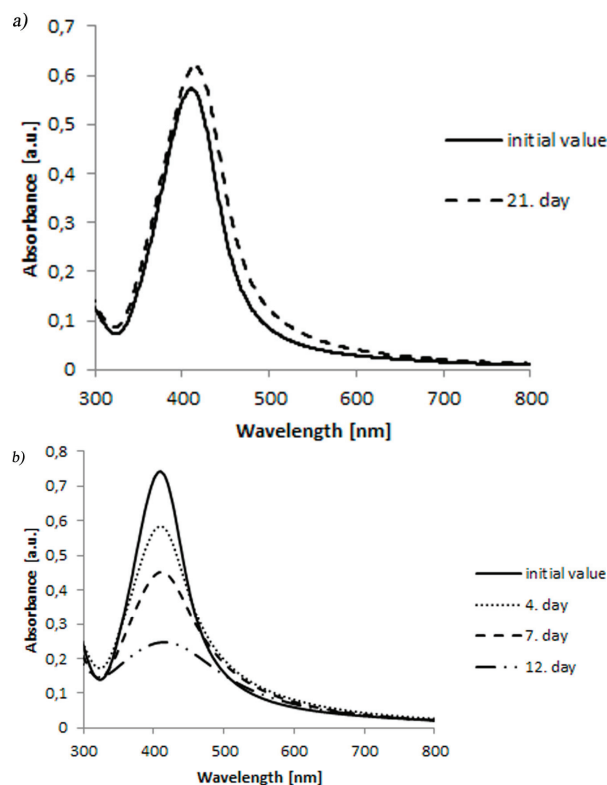 a)
0,7
0,6
0,5
0,4
0,3
0,2
0,1
0
Absorbance [a.u.]
300 400 500 600 700 800
Wavelength [nm]
initial value
21. day
b)
0,8
0,7
0,6
0,5
0,4
0,3
0,2
0,1
0
Absorbance [a.u.]
300 400 500 600 700 800
Wavelength [nm]
initial value
4. day
7. day
12. day